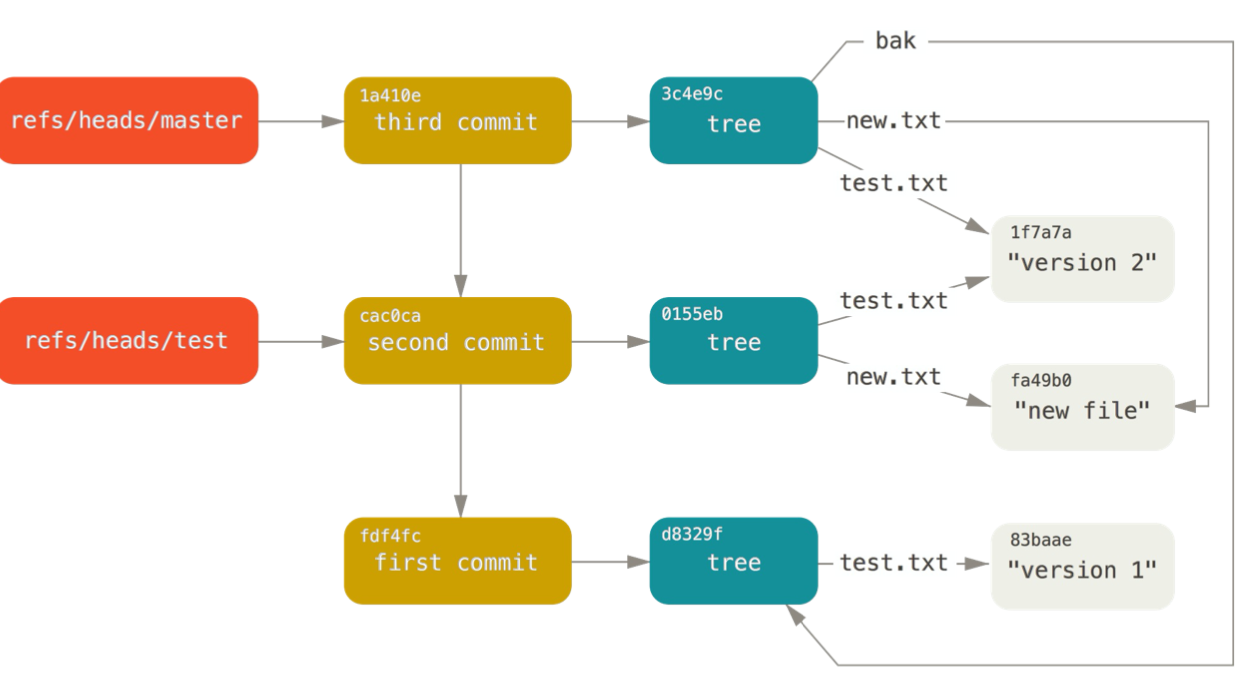 bak
refs/heads/master
1a410e
third commit
3c4e9c
tree
new.txt
test.txt
1f7a7a
"version 2"
refs/heads/test
cac0ca
second commit
0155eb
tree
test.txt
new.txt
fa49b0
"new file"
fdf4fc
first commit
d8329f
tree
test.txt
83baae
"version 1"